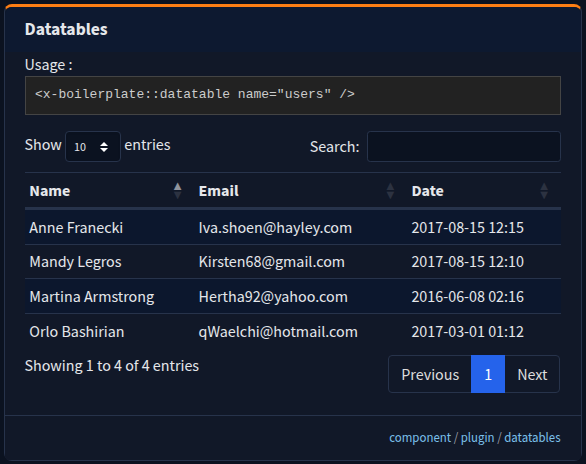 Datatables
Usage :
<x-boilerplate::datatable name="users" />
Show 10 entries Search:
Name Email Date
Anne Franecki Iva.shoen@hayley.com 2017-08-15 12:15
Mandy Legros Kirsten68@gmail.com 2017-08-15 12:10
Martina Armstrong Hertha92@yahoo.com 2016-06-08 02:16
Orlo Bashirian qWaelchi@hotmail.com 2017-03-01 01:12
Showing 1 to 4 of 4 entries Previous 1 Next
component / plugin / datatables